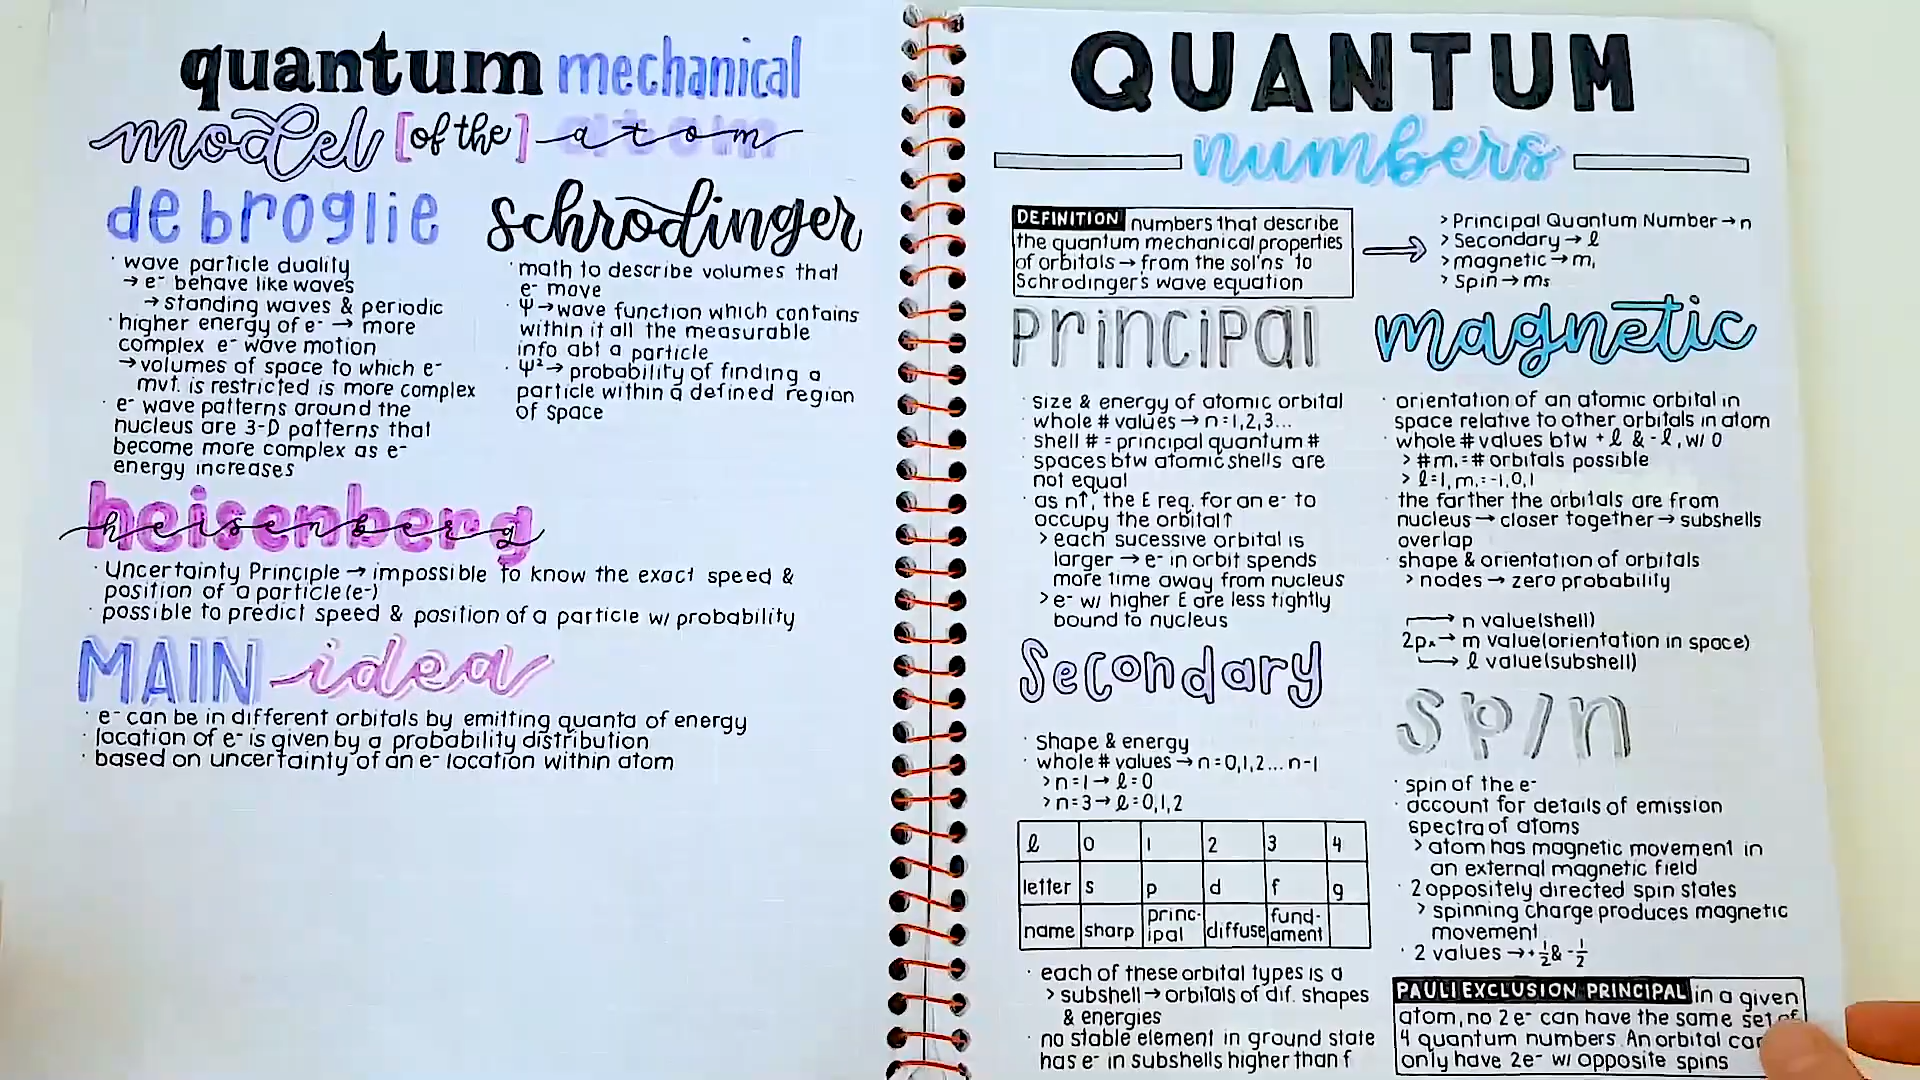 quantum mechanical
model [of the] atom
de broglie
· wave particle duality
→ e⁻ behave like waves
→ standing waves & periodic
· higher energy of e⁻ → more
complex e⁻ wave motion
→ volumes of space to which e⁻
mvt. is restricted is more complex
· e⁻ wave patterns around the
nucleus are 3-D patterns that
become more complex as e⁻
energy increases
schrodinger
· math to describe volumes that
e⁻ move
· Ψ → wave function which contains
within it all the measurable
info abt a particle
· Ψ² → probability of finding a
particle within a defined region
of space
heisenberg
· Uncertainty Principle → impossible to know the exact speed &
position of a particle (e-)
· possible to predict speed & position of a particle w/ probability
MAIN idea
· e⁻ can be in different orbitals by emitting quanta of energy
· location of e⁻ is given by a probability distribution
· based on uncertainty of an e⁻ location within atom
QUANTUM
numbers
DEFINITION numbers that describe
the quantum mechanical properties
of orbitals → from the sol'ns to
Schrodinger's wave equation
> Principal Quantum Number → n
> Secondary → ℓ
> magnetic → mₗ
> Spin → ms
Principal
· size & energy of atomic orbital
· whole # values → n=1,2,3...
· shell # = principal quantum #
· spaces btw atomic shells are
not equal
· as n↑, the E req. for an e⁻ to
occupy the orbital ↑
> each sucessive orbital is
larger → e⁻ in orbit spends
more time away from nucleus
> e⁻ w/ higher E are less tightly
bound to nucleus
Secondary
· shape & energy
· whole # values → n=0,1,2...n-1
> n=1 → ℓ=0
> n=3 → ℓ=0,1,2
ℓ 0 1 2 3 4
letter s p d f g
name sharp princ-ipal diffuse fund-ament
· each of these orbital types is a
> subshell → orbitals of dif. shapes
& energies
· no stable element in ground state
has e⁻ in subshells higher than f
magnetic
· orientation of an atomic orbital in
space relative to other orbitals in atom
· whole # values btw +ℓ & -ℓ, w/ 0
> # mₗ = # orbitals possible
> ℓ=1, mₗ=-1,0,1
· the farther the orbitals are from
nucleus → closer together → subshells
overlap
· shape & orientation of orbitals
> nodes → zero probability
→ n value (shell)
2pₓ → m value (orientation in space)
→ ℓ value (subshell)
spin
· spin of the e⁻
· account for details of emission
spectra of atoms
> atom has magnetic movement in
an external magnetic field
· 2 oppositely directed spin states
> spinning charge produces magnetic
movement
· 2 values → +½ & -½
PAULI EXCLUSION PRINCIPAL in a given
atom, no 2 e⁻ can have the same set of
4 quantum numbers. An orbital
only have 2e⁻ w/ opposite spins